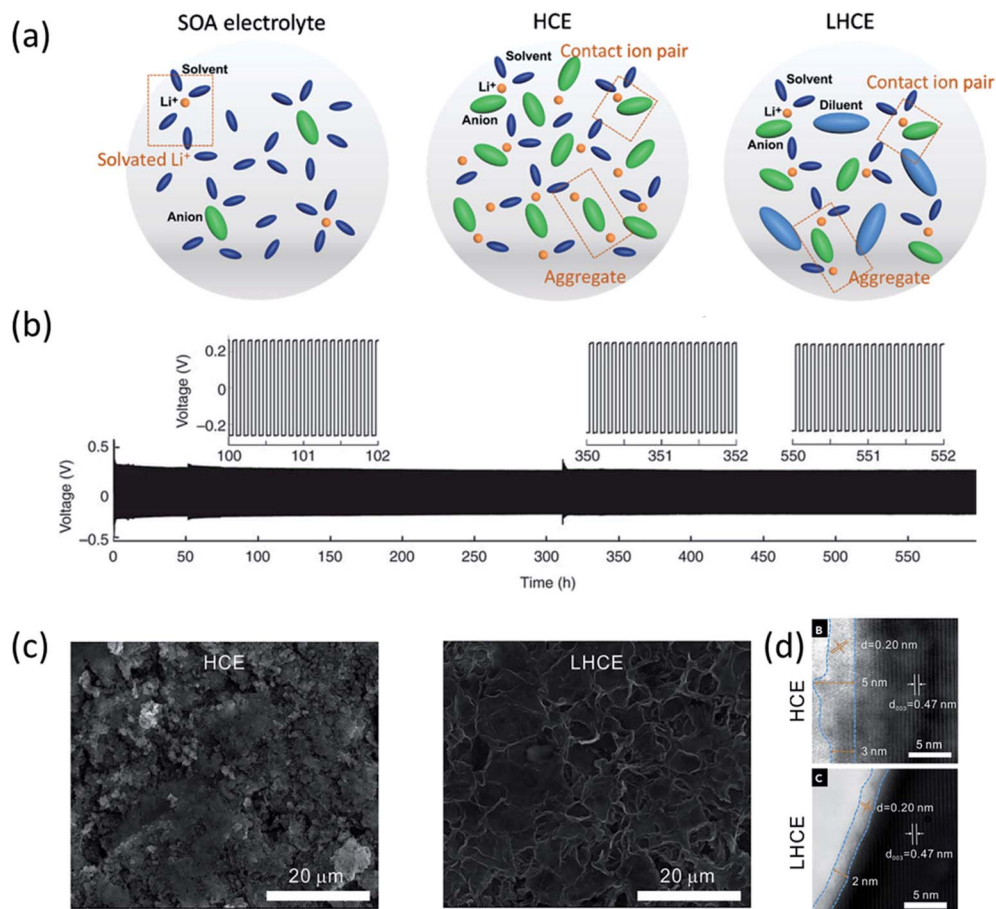 (a)
SOA electrolyte
Solvent
Li⁺
Solvated Li⁺
Anion
HCE
Solvent
Contact ion pair
Li⁺
Anion
Aggregate
LHCE
Solvent
Contact ion pair
Li⁺
Diluent
Anion
Aggregate
(b)
Voltage (V)
0.2
0
−0.2
100 101 102
350 351 352
550 551 552
Voltage (V)
0.5
0
−0.5
0 50 100 150 200 250 300 350 400 450 500 550
Time (h)
(c)
HCE
20 μm
LHCE
20 μm
(d)
HCE
B
d=0.20 nm
5 nm
d₀₀₃=0.47 nm
3 nm
5 nm
LHCE
C
d=0.20 nm
d₀₀₃=0.47 nm
2 nm
5 nm